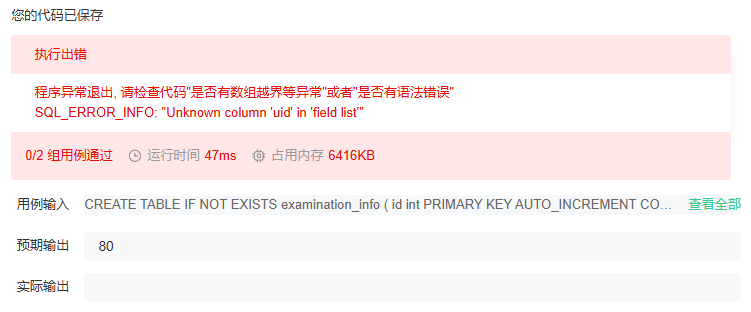 您的代码已保存
执行出错
程序异常退出, 请检查代码"是否有数组越界等异常"或者"是否有语法错误"
SQL_ERROR_INFO: "Unknown column 'uid' in 'field list'"
0/2 组用例通过 运行时间 47ms 占用内存 6416KB
用例输入 CREATE TABLE IF NOT EXISTS examination_info ( id int PRIMARY KEY AUTO_INCREMENT CO... 查看全部
预期输出 80
实际输出